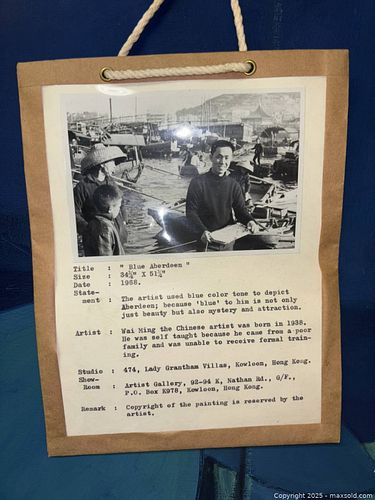 Title : " Blue Aberdeen "
Size : 34¼" X 51¼"
Date : 1968.
State-
ment : The artist used blue color tone to depict
Aberdeen; because 'blue' to him is not only
just beauty but also mystery and attraction.
Artist : Wai Ming the Chinese artist was born in 1938.
He was self taught because he came from a poor
family and was unable to receive formal train-
ing.
Studio : 474, Lady Grantham Villas, Kowloon, Hong Kong.
Show-
Room : Artist Gallery, 92-94 K, Nathan Rd., G/F.,
P.O. Box K978, Kowloon, Hong Kong.
Remark : Copyright of the painting is reserved by the
artist.
Copyright © 2025 - maxsold.com